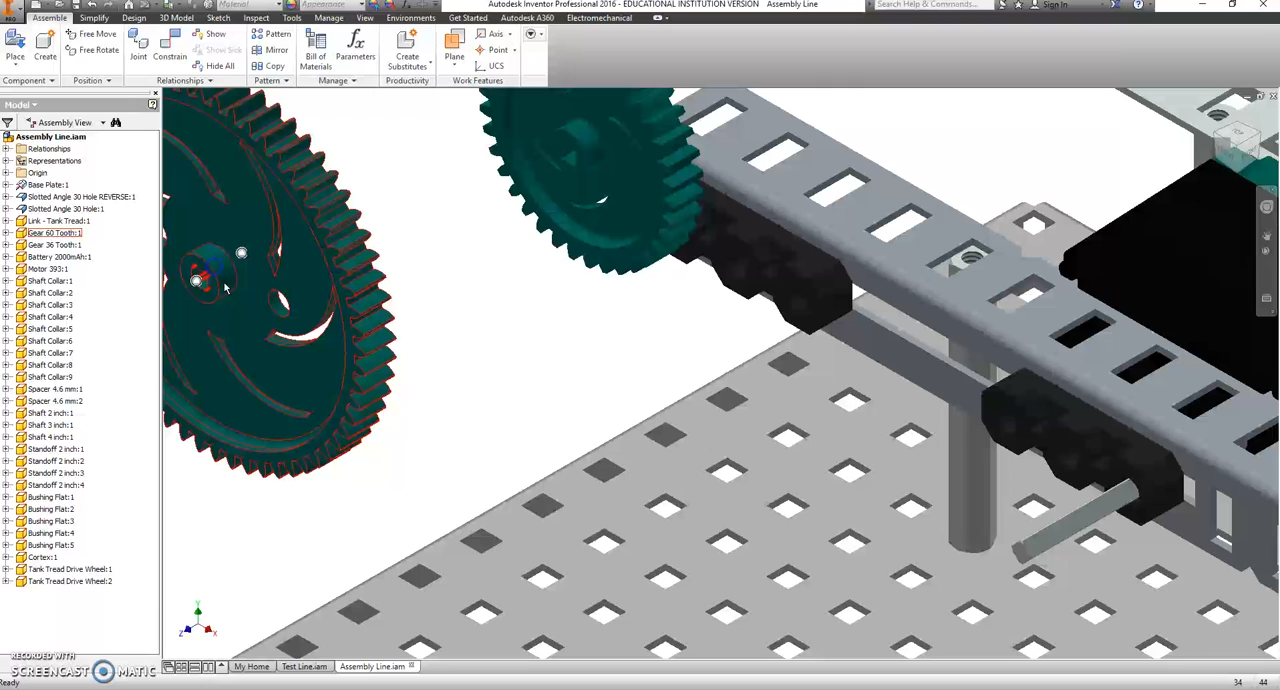 PRO
Material
Appearance
Autodesk Inventor Professional 2016 - EDUCATIONAL INSTITUTION VERSION Assembly Line
Search Help & Commands...
Sign In
Assemble Simplify Design 3D Model Sketch Inspect Tools Manage View Environments Get Started Autodesk A360 Electromechanical
Place
Create
Free Move
Free Rotate
Joint
Constrain
Show
Show Sick
Hide All
Pattern
Mirror
Copy
Bill of Materials
fx
Parameters
Create Substitutes
Plane
Axis
Point
UCS
Component Position Relationships Pattern Manage Productivity Work Features
Model
Assembly View
Assembly Line.iam
Relationships
Representations
Origin
Base Plate:1
Slotted Angle 30 Hole REVERSE:1
Slotted Angle 30 Hole:1
Link - Tank Tread:1
Gear 60 Tooth:1
Gear 36 Tooth:1
Battery 2000mAh:1
Motor 393:1
Shaft Collar:1
Shaft Collar:2
Shaft Collar:3
Shaft Collar:4
Shaft Collar:5
Shaft Collar:6
Shaft Collar:7
Shaft Collar:8
Shaft Collar:9
Spacer 4.6 mm:1
Spacer 4.6 mm:2
Shaft 2 inch:1
Shaft 3 inch:1
Shaft 4 inch:1
Standoff 2 inch:1
Standoff 2 inch:2
Standoff 2 inch:3
Standoff 2 inch:4
Bushing Flat:1
Bushing Flat:2
Bushing Flat:3
Bushing Flat:4
Bushing Flat:5
Cortex:1
Tank Tread Drive Wheel:1
Tank Tread Drive Wheel:2
Y
Z
X
RECORDED WITH
SCREENCAST MATIC
My Home Test Line.iam Assembly Line.iam
Ready
34 44